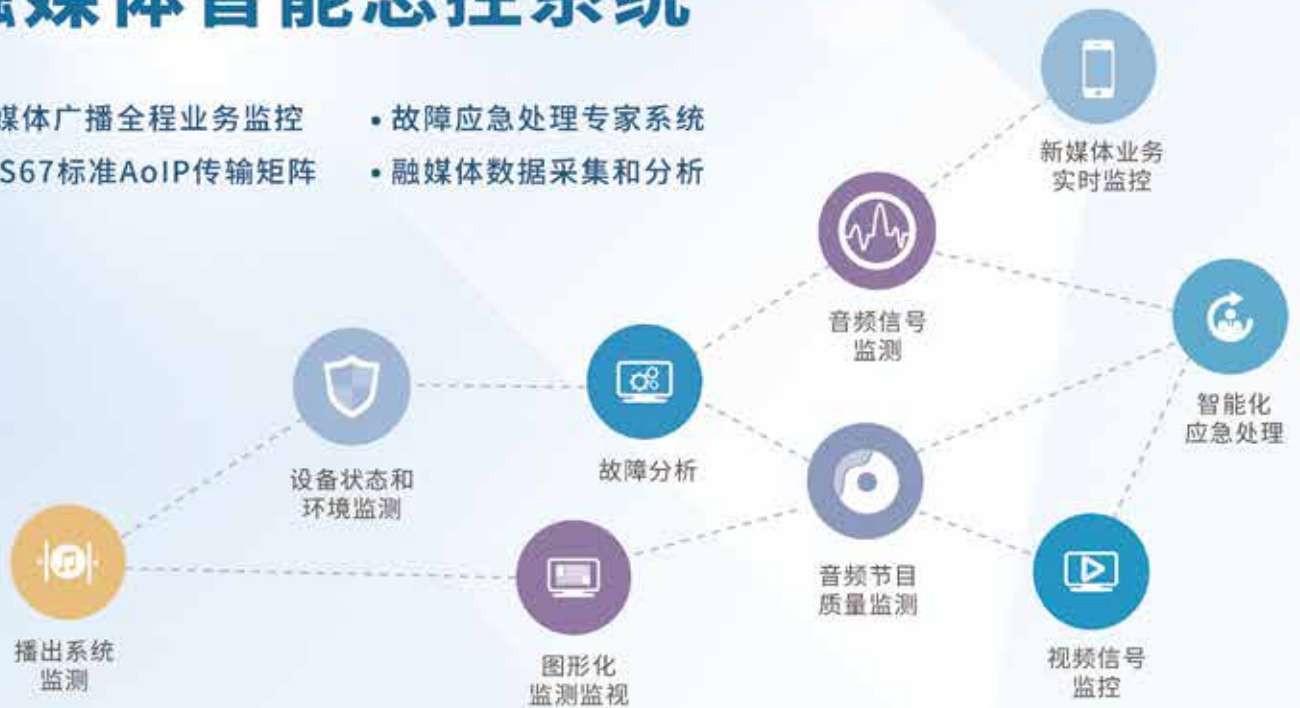 融媒体智能总控系统
媒体广播全程业务监控
• 故障应急处理专家系统
S67标准AoIP传输矩阵
• 融媒体数据采集和分析
新媒体业务
实时监控
音频信号
监测
智能化
应急处理
设备状态和
环境监测
故障分析
音频节目
质量监测
播出系统
监测
图形化
监测监视
视频信号
监控